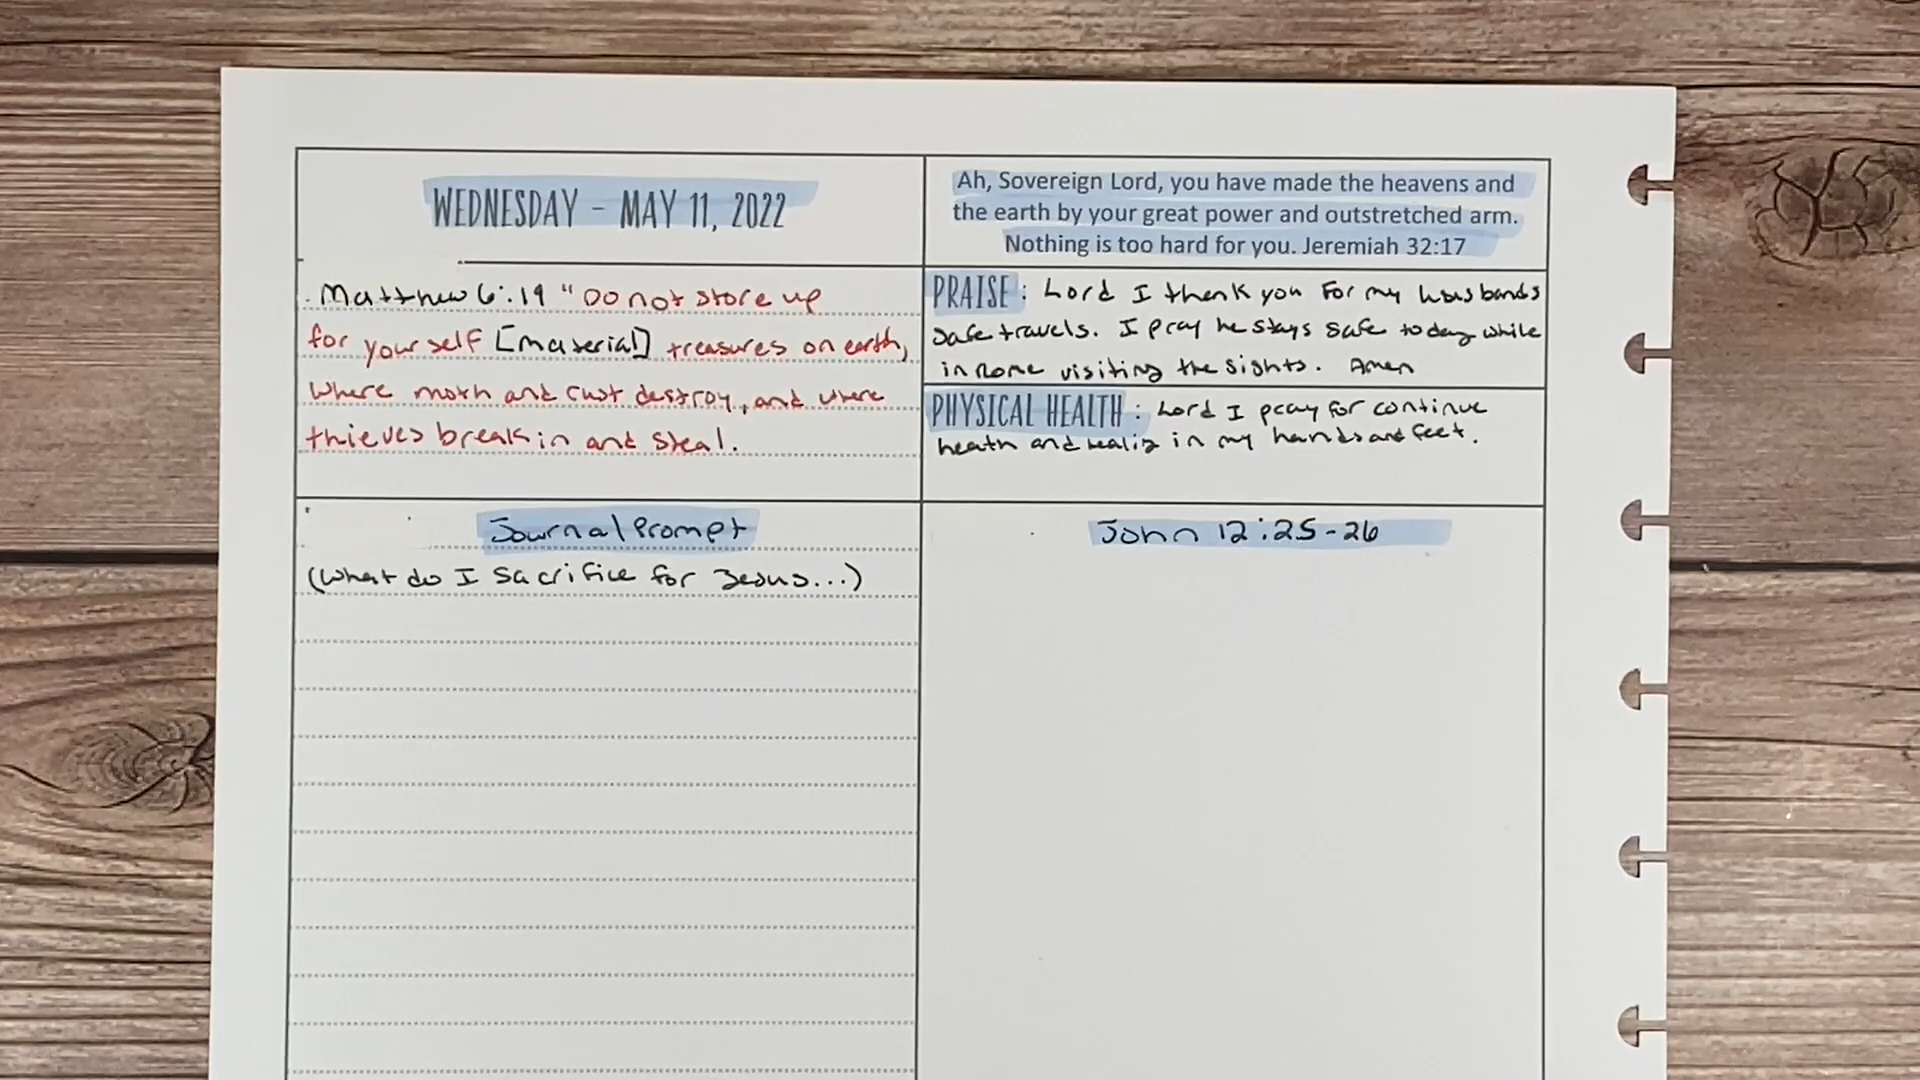 WEDNESDAY - MAY 11, 2022
Ah, Sovereign Lord, you have made the heavens and
the earth by your great power and outstretched arm.
Nothing is too hard for you. Jeremiah 32:17
Matthew 6:19 "Do not store up
for yourself [material] treasures on earth,
where moth and rust destroy, and where
thieves break in and steal.
PRAISE: Lord I thank you For my husbands
safe travels. I pray he stays safe today while
in Rome visiting the sights. Amen
PHYSICAL HEALTH: Lord I pray for continue
heath and in my hands and feet.
Journal Prompt
(What do I sacrifice for Jesus...)
John 12:25-26